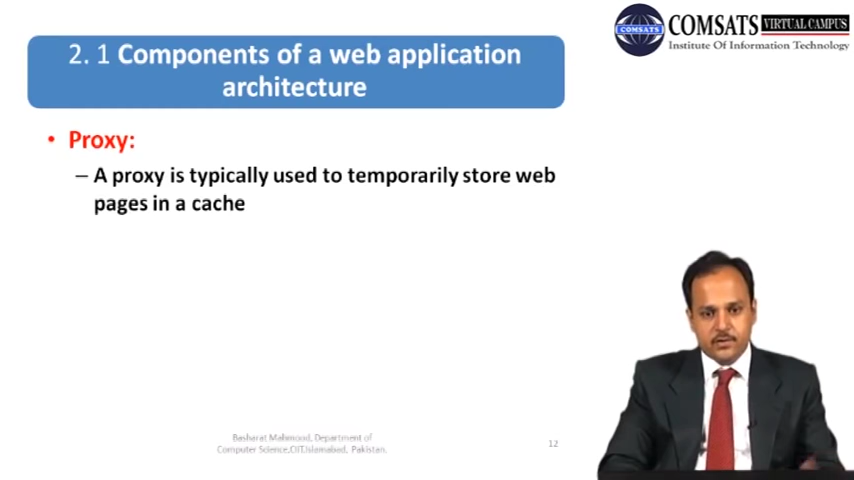 COMSATS VIRTUAL CAMPUS
COMSATS
Institute Of Information Technology
2. 1 Components of a web application
architecture
• Proxy:
– A proxy is typically used to temporarily store web
pages in a cache
Basharat Mahmood, Department of
Computer Science,CIIT,Islamabad, Pakistan.
12